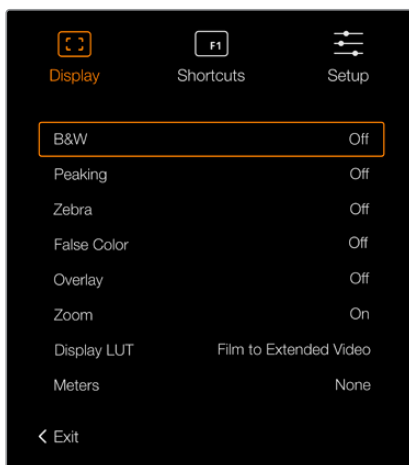 F1
Display Shortcuts Setup
B&W Off
Peaking Off
Zebra Off
False Color Off
Overlay Off
Zoom On
Display LUT Film to Extended Video
Meters None
Exit